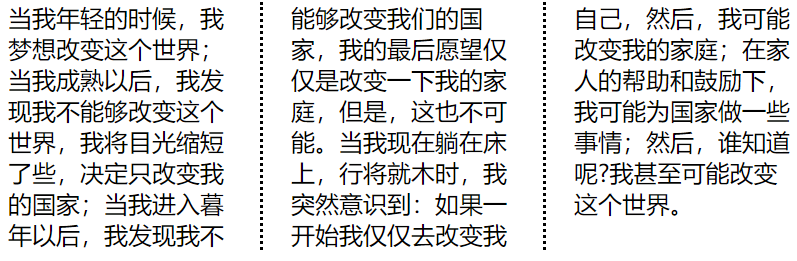 当我年轻的时候，我
梦想改变这个世界；
当我成熟以后，我发
现我不能够改变这个
世界，我将目光缩短
了些，决定只改变我
的国家；当我进入暮
年以后，我发现我不
能够改变我们的国
家，我的最后愿望仅
仅是改变一下我的家
庭，但是，这也不可
能。当我现在躺在床
上，行将就木时，我
突然意识到：如果一
开始我仅仅去改变我
自己，然后，我可能
改变我的家庭；在家
人的帮助和鼓励下，
我可能为国家做一些
事情；然后，谁知道
呢?我甚至可能改变
这个世界。